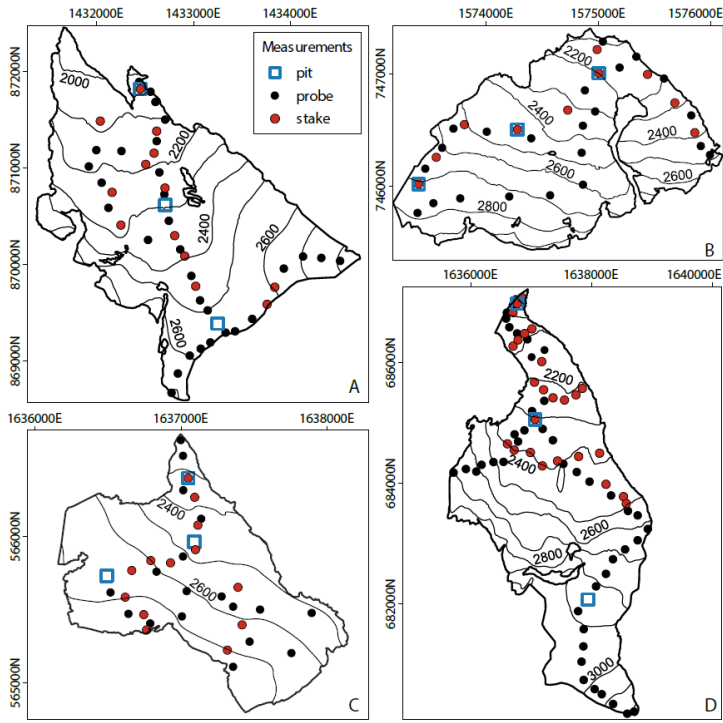 1432000E 1433000E 1434000E
872000N
871000N
870000N
869000N
2000
2200
2400
2600
2600
A
Measurements
pit
probe
stake
1574000E 1575000E 1576000E
747000N
746000N
2200
2400
2600
2800
2400
2600
B
1636000E 1637000E 1638000E
566000N
565000N
2400
2600
C
1636000E 1638000E 1640000E
686000N
684000N
682000N
2200
2400
2600
2800
3000
D